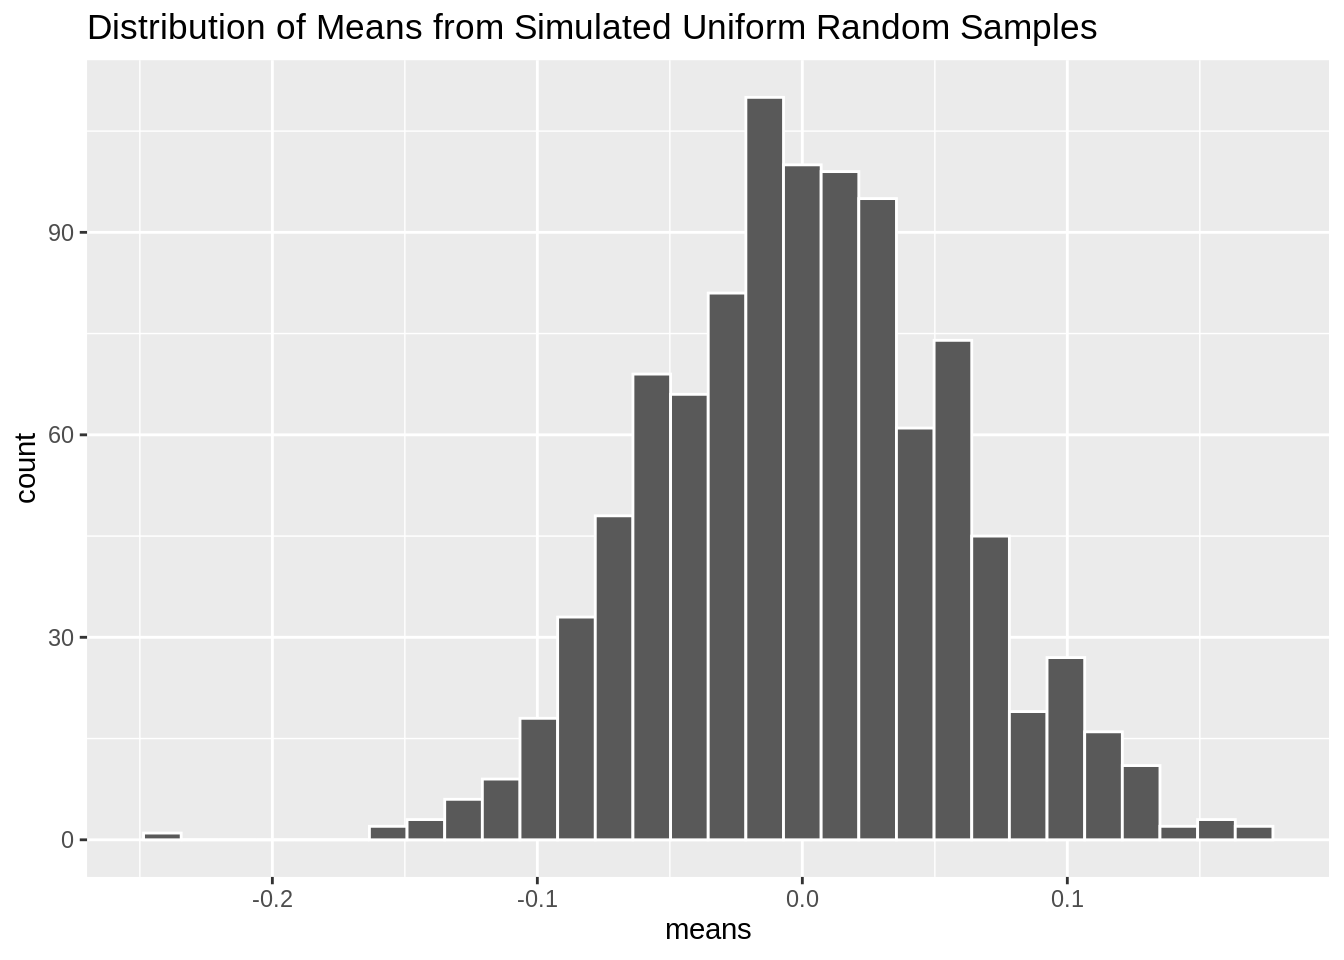 Distribution of Means from Simulated Uniform Random Samples
90
60
30
0
count
-0.2
-0.1
0.0
0.1
means